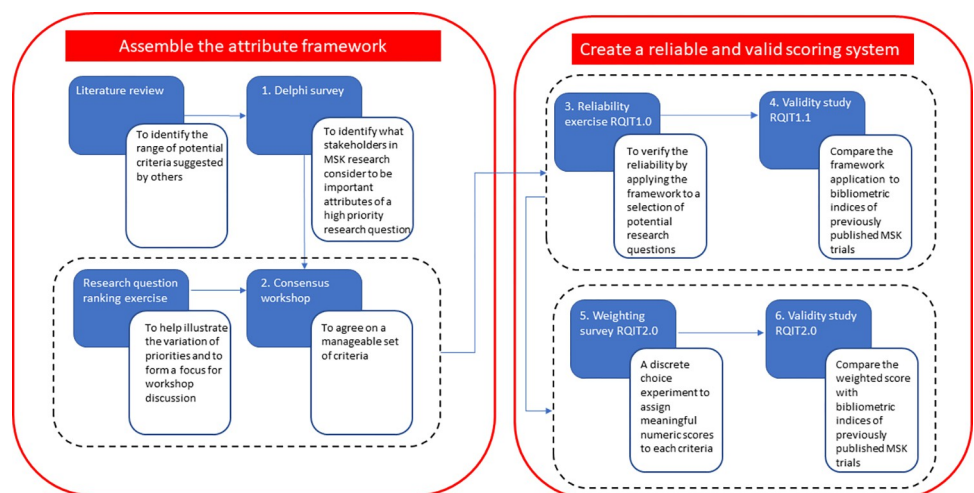 Assemble the attribute framework
Literature review
To identify the
range of potential
criteria suggested
by others
1. Delphi survey
To identify what
stakeholders in
MSK research
consider to be
important
attributes of a
high priority
research question
Research question
ranking exercise
To help illustrate
the variation of
priorities and to
form a focus for
workshop
discussion
2. Consensus
workshop
To agree on a
manageable set of
criteria
Create a reliable and valid scoring system
3. Reliability
exercise RQIT1.0
To verify the
reliability by
applying the
framework to a
selection of
potential
research
questions
4. Validity study
RQIT1.1
Compare the
framework
application to
bibliometric
indices of
previously
published MSK
trials
5. Weighting
survey RQIT2.0
A discrete
choice
experiment to
assign
meaningful
numeric scores
to each criteria
6. Validity study
RQIT2.0
Compare the
weighted score
with
bibliometric
indices of
previously
published MSK
trials